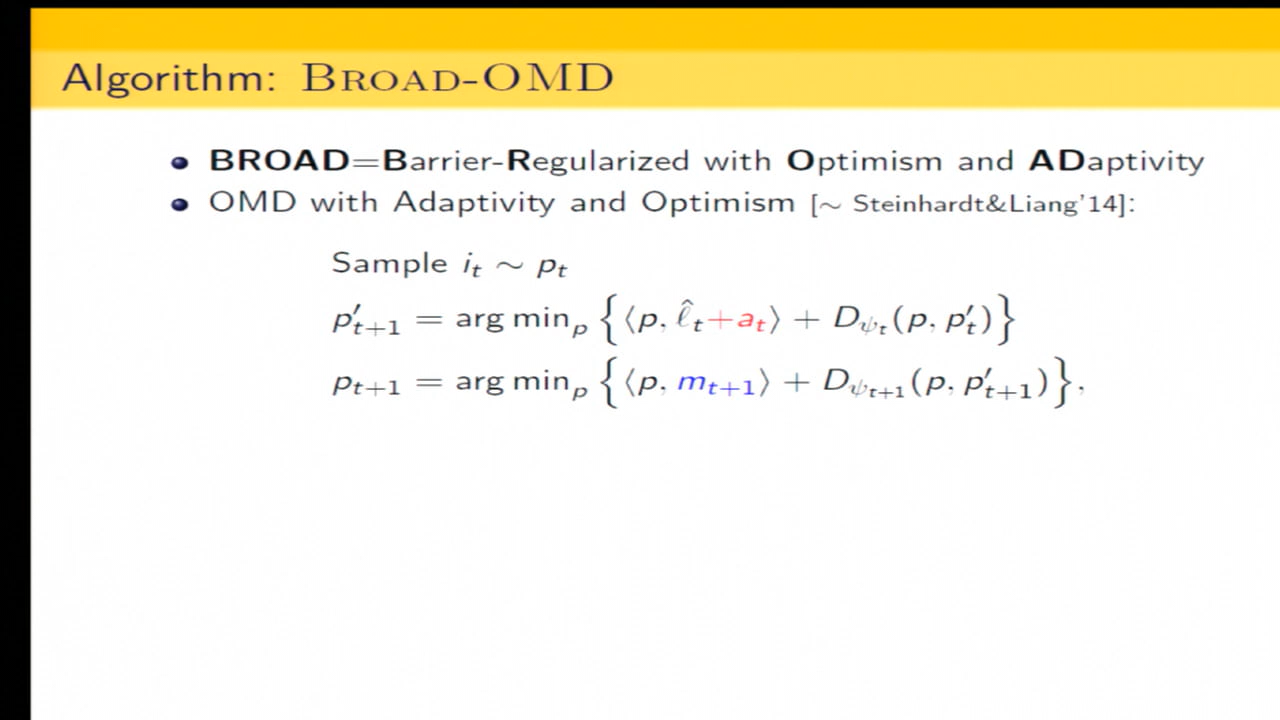 Algorithm: BROAD-OMD
• BROAD=Barrier-Regularized with Optimism and ADaptivity
• OMD with Adaptivity and Optimism [∼ Steinhardt&Liang'14]:
Sample i_t ∼ p_t
p′_{t+1} = arg min_p {⟨p, ℓ̂_t+a_t⟩ + D_{ψ_t}(p, p′_t)}
p_{t+1} = arg min_p {⟨p, m_{t+1}⟩ + D_{ψ_{t+1}}(p, p′_{t+1})},